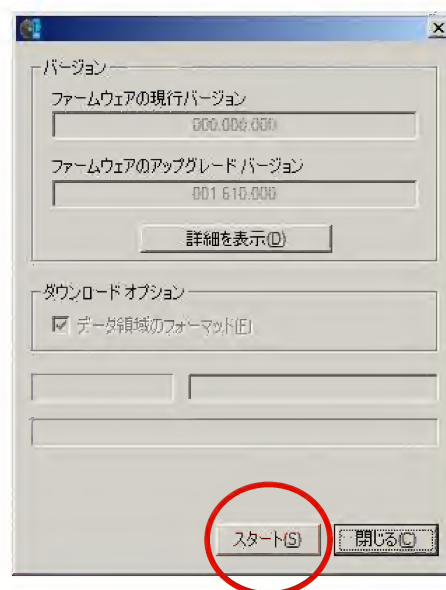 バージョン
ファームウェアの現行バージョン
000.000.000
ファームウェアのアップグレード バージョン
001.610.000
詳細を表示(D)
ダウンロード オプション
データ領域のフォーマット(F)
スタート(S)
閉じる(C)